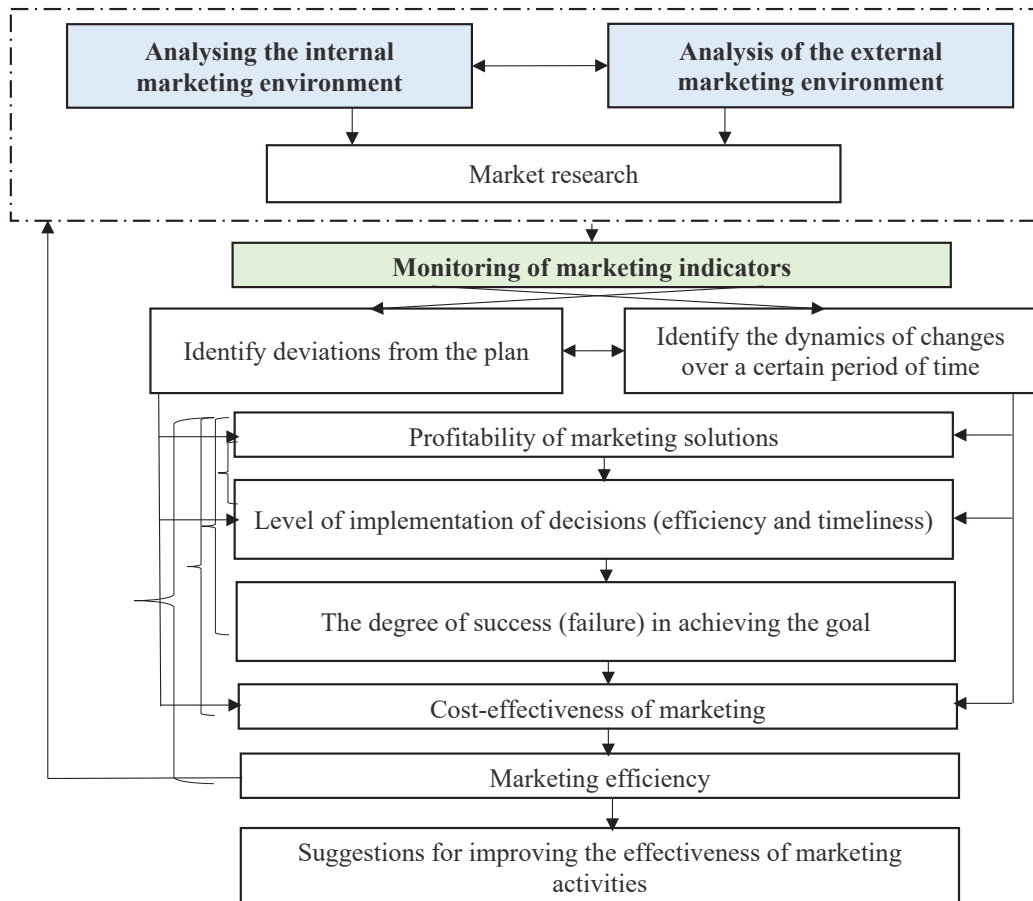 Analysing the internal
marketing environment
Analysis of the external
marketing environment
Market research
Monitoring of marketing indicators
Identify deviations from the plan
Identify the dynamics of changes
over a certain period of time
Profitability of marketing solutions
Level of implementation of decisions (efficiency and timeliness)
The degree of success (failure) in achieving the goal
Cost-effectiveness of marketing
Marketing efficiency
Suggestions for improving the effectiveness of marketing
activities